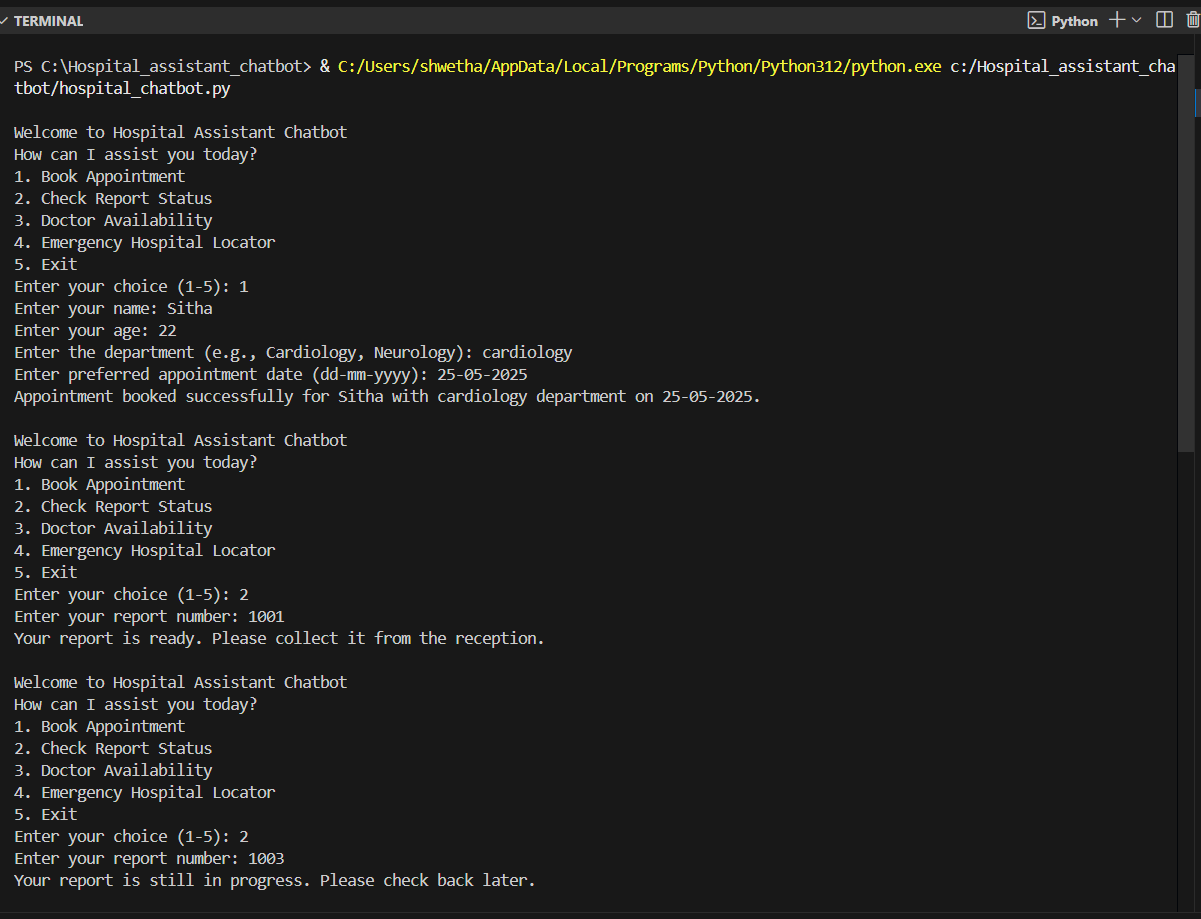 TERMINAL
Python
PS C:\Hospital_assistant_chatbot> & C:/Users/shwetha/AppData/Local/Programs/Python/Python312/python.exe c:/Hospital_assistant_cha
tbot/hospital_chatbot.py
Welcome to Hospital Assistant Chatbot
How can I assist you today?
1. Book Appointment
2. Check Report Status
3. Doctor Availability
4. Emergency Hospital Locator
5. Exit
Enter your choice (1-5): 1
Enter your name: Sitha
Enter your age: 22
Enter the department (e.g., Cardiology, Neurology): cardiology
Enter preferred appointment date (dd-mm-yyyy): 25-05-2025
Appointment booked successfully for Sitha with cardiology department on 25-05-2025.
Welcome to Hospital Assistant Chatbot
How can I assist you today?
1. Book Appointment
2. Check Report Status
3. Doctor Availability
4. Emergency Hospital Locator
5. Exit
Enter your choice (1-5): 2
Enter your report number: 1001
Your report is ready. Please collect it from the reception.
Welcome to Hospital Assistant Chatbot
How can I assist you today?
1. Book Appointment
2. Check Report Status
3. Doctor Availability
4. Emergency Hospital Locator
5. Exit
Enter your choice (1-5): 2
Enter your report number: 1003
Your report is still in progress. Please check back later.